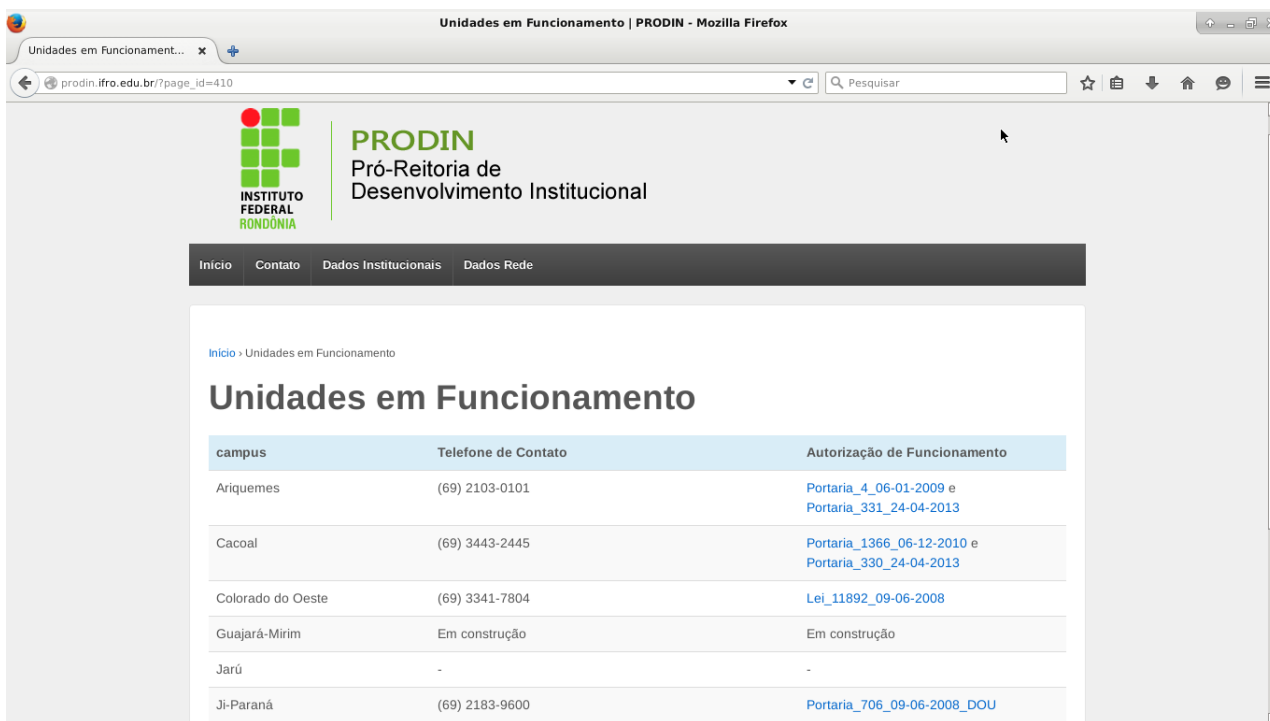 Unidades em Funcionamento | PRODIN - Mozilla Firefox
Unidades em Funcionament...
prodin.ifro.edu.br/?page_id=410
Pesquisar
INSTITUTO
FEDERAL
RONDÔNIA
PRODIN
Pró-Reitoria de
Desenvolvimento Institucional
Início Contato Dados Institucionais Dados Rede
Início › Unidades em Funcionamento
Unidades em Funcionamento
campus Telefone de Contato Autorização de Funcionamento
Ariquemes (69) 2103-0101 Portaria_4_06-01-2009 e
Portaria_331_24-04-2013
Cacoal (69) 3443-2445 Portaria_1366_06-12-2010 e
Portaria_330_24-04-2013
Colorado do Oeste (69) 3341-7804 Lei_11892_09-06-2008
Guajará-Mirim Em construção Em construção
Jarú - -
Ji-Paraná (69) 2183-9600 Portaria_706_09-06-2008_DOU